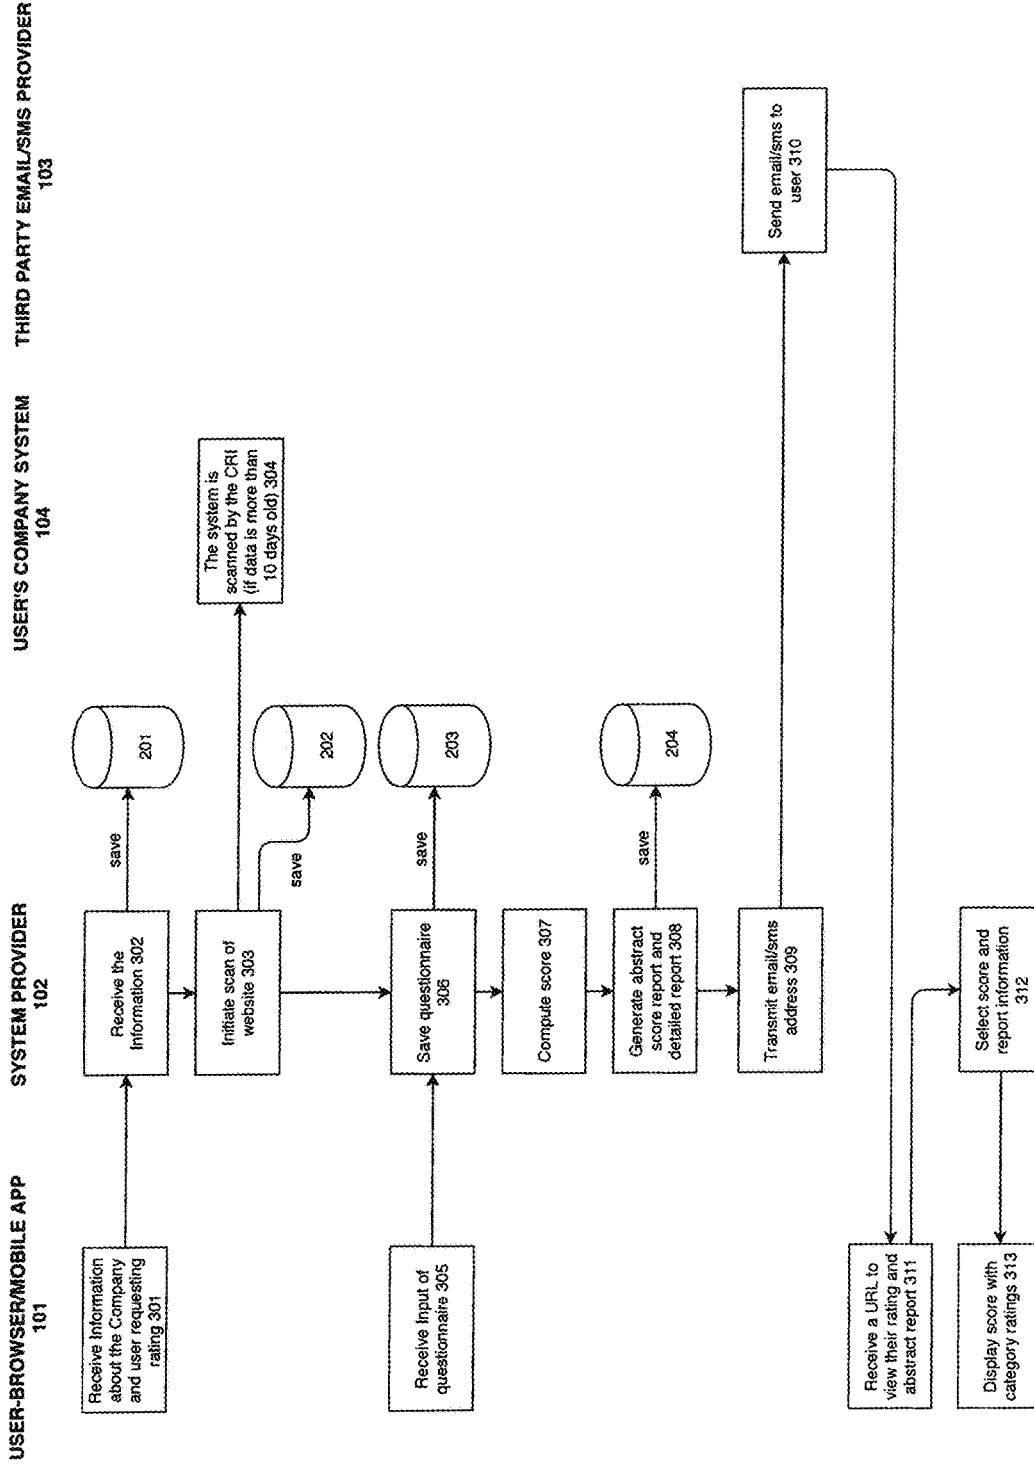 USER-BROWSER/MOBILE APP
101
SYSTEM PROVIDER
102
USER'S COMPANY SYSTEM
104
THIRD PARTY EMAIL/SMS PROVIDER
103
Receive Information
about the Company
and user requesting
rating 301
Receive the
Information 302
save
201
Initiate scan of
website 303
save
202
The system is
scanned by the CRI
(if data is more than
10 days old) 304
Receive Input of
questionnaire 305
Save questionnaire
306
save
203
Compute score 307
Generate abstract
score report and
detailed report 308
save
204
Transmit email/sms
address 309
Send email/sms to
user 310
Receive a URL to
view their rating and
abstract report 311
Select score and
report information
312
Display score with
category ratings 313